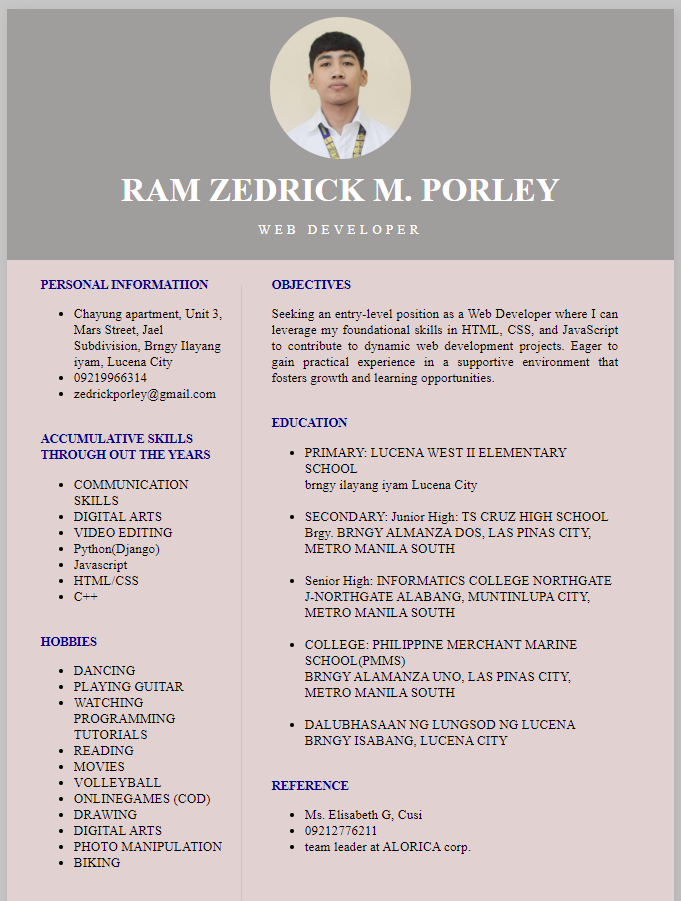 RAM ZEDRICK M. PORLEY
WEB DEVELOPER
PERSONAL INFORMATIION
Chayung apartment, Unit 3,
Mars Street, Jael
Subdivision, Brngy Ilayang
iyam, Lucena City
09219966314
zedrickporley@gmail.com
ACCUMULATIVE SKILLS
THROUGH OUT THE YEARS
COMMUNICATION
SKILLS
DIGITAL ARTS
VIDEO EDITING
Python(Django)
Javascript
HTML/CSS
C++
HOBBIES
DANCING
PLAYING GUITAR
WATCHING
PROGRAMMING
TUTORIALS
READING
MOVIES
VOLLEYBALL
ONLINEGAMES (COD)
DRAWING
DIGITAL ARTS
PHOTO MANIPULATION
BIKING
OBJECTIVES
Seeking an entry-level position as a Web Developer where I can
leverage my foundational skills in HTML, CSS, and JavaScript
to contribute to dynamic web development projects. Eager to
gain practical experience in a supportive environment that
fosters growth and learning opportunities.
EDUCATION
PRIMARY: LUCENA WEST II ELEMENTARY
SCHOOL
brngy ilayang iyam Lucena City
SECONDARY: Junior High: TS CRUZ HIGH SCHOOL
Brgy. BRNGY ALMANZA DOS, LAS PINAS CITY,
METRO MANILA SOUTH
Senior High: INFORMATICS COLLEGE NORTHGATE
J-NORTHGATE ALABANG, MUNTINLUPA CITY,
METRO MANILA SOUTH
COLLEGE: PHILIPPINE MERCHANT MARINE
SCHOOL(PMMS)
BRNGY ALAMANZA UNO, LAS PINAS CITY,
METRO MANILA SOUTH
DALUBHASAAN NG LUNGSOD NG LUCENA
BRNGY ISABANG, LUCENA CITY
REFERENCE
Ms. Elisabeth G, Cusi
09212776211
team leader at ALORICA corp.